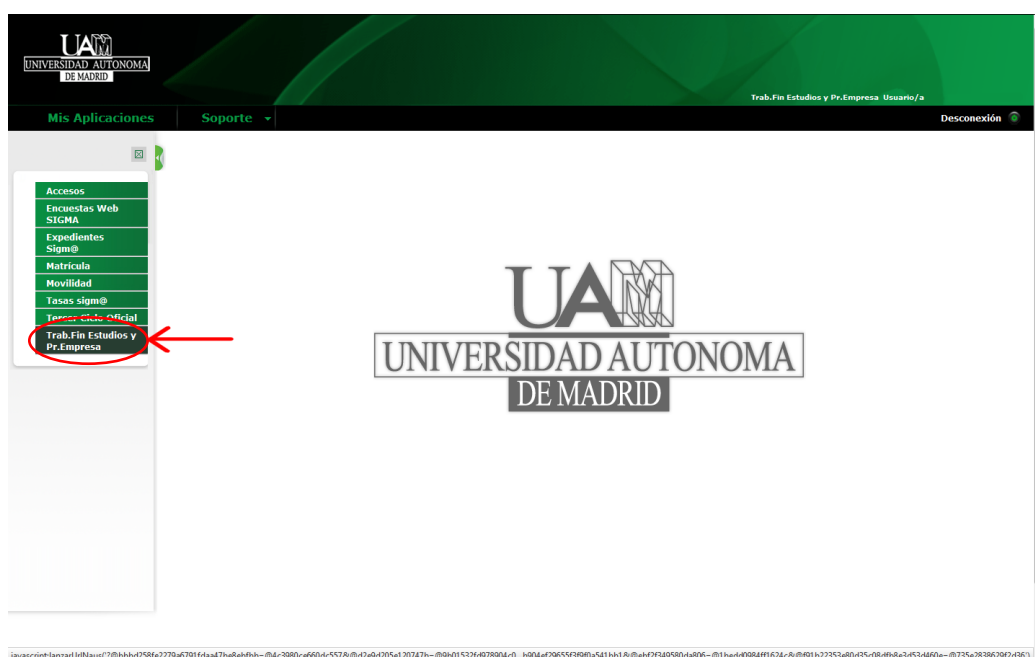 UAM
UNIVERSIDAD AUTONOMA
DE MADRID
Trab.Fin Estudios y Pr.Empresa Usuario/a
Mis Aplicaciones
Soporte
Desconexión
Accesos
Encuestas Web
SIGMA
Expedientes
Sigm@
Matrícula
Movilidad
Tasas sigm@
Tercer Ciclo Oficial
Trab.Fin Estudios y
Pr.Empresa
UAM
UNIVERSIDAD AUTONOMA
DE MADRID